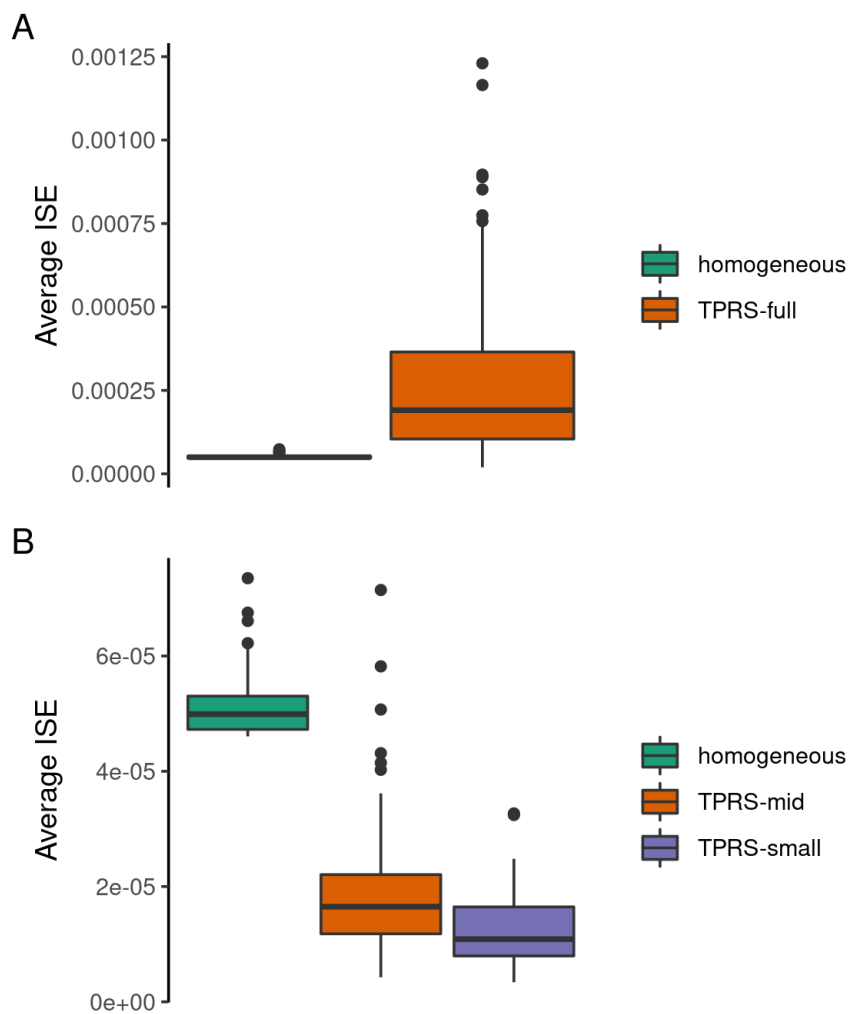 A
0.00125
0.00100
0.00075
0.00050
0.00025
0.00000
Average ISE
homogeneous
TPRS-full
B
6e-05
4e-05
2e-05
0e+00
Average ISE
homogeneous
TPRS-mid
TPRS-small